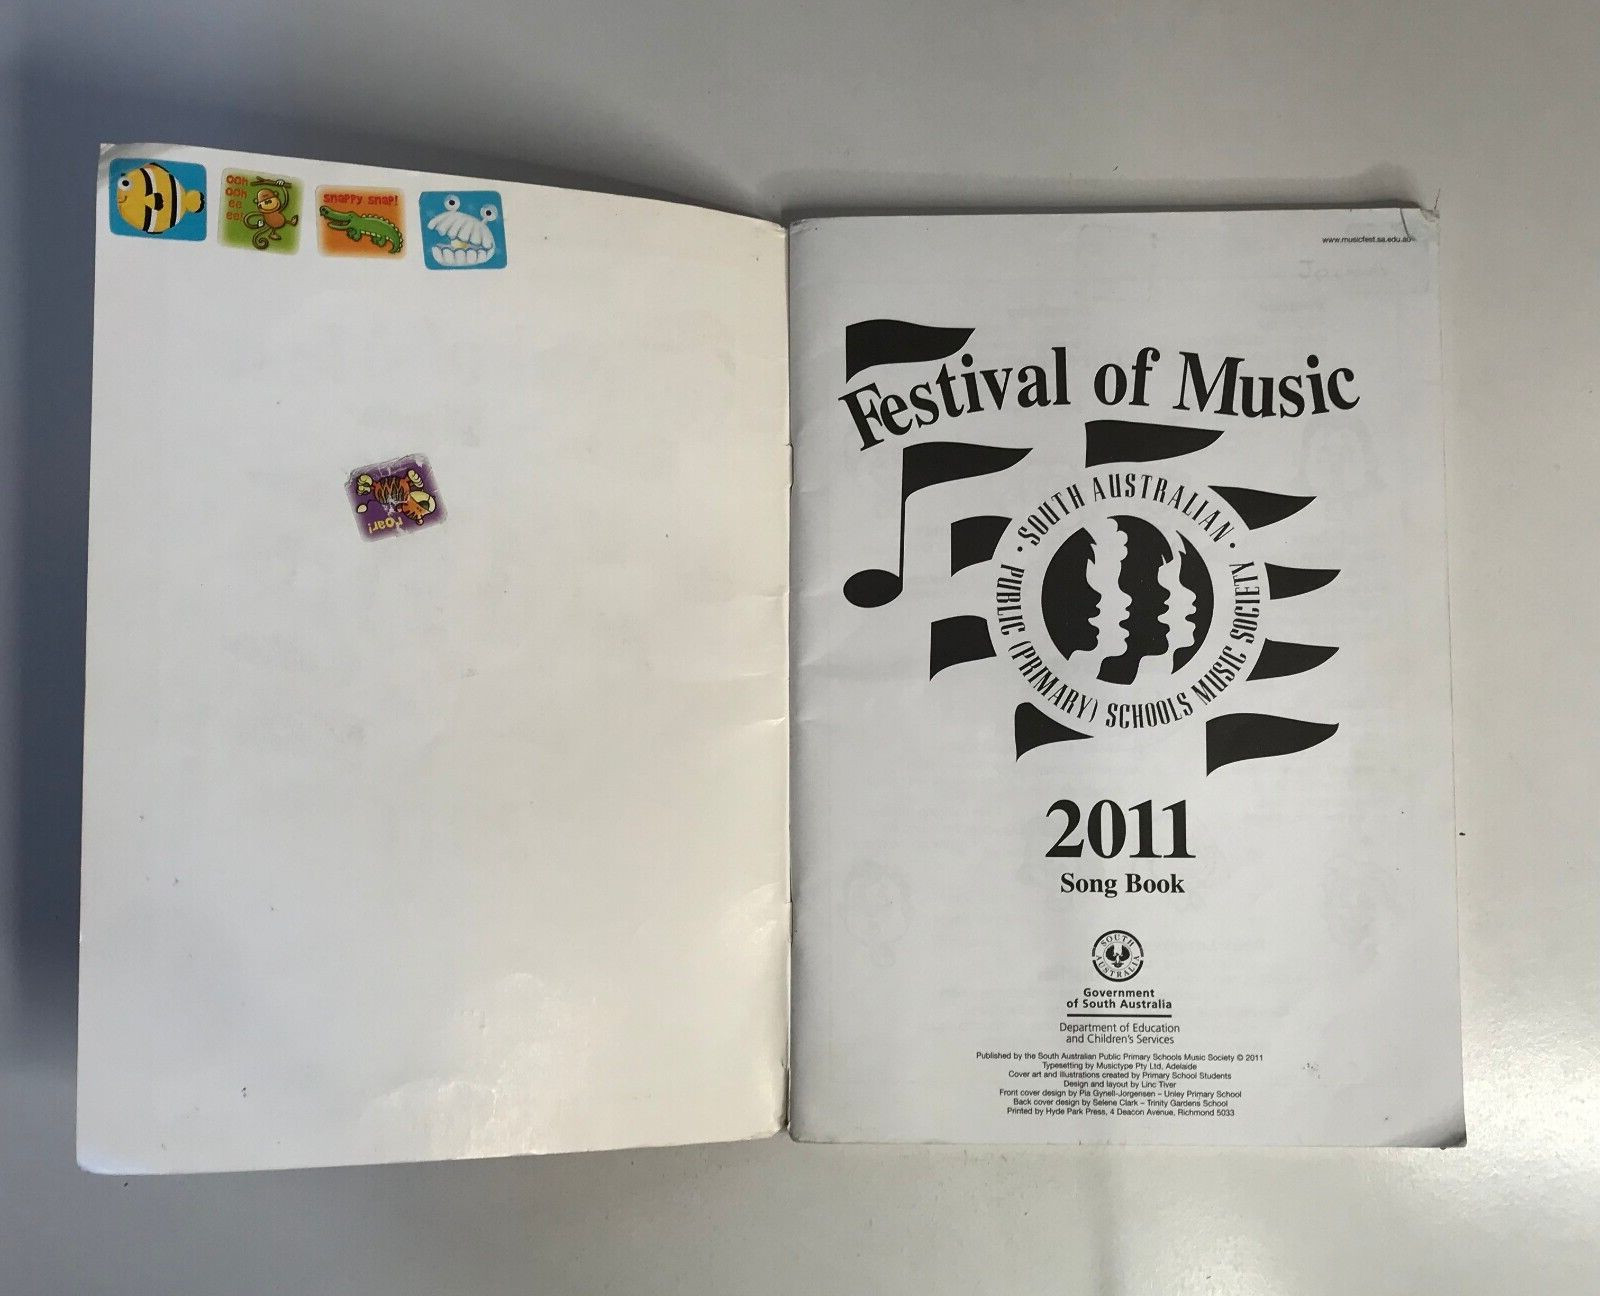 ooh
ooh
ee
ee!
snappy snap!
roar!
www.musicfest.sa.edu.au
Festival of Music
• SOUTH AUSTRALIAN •
PUBLIC (PRIMARY) SCHOOLS MUSIC SOCIETY
2011
Song Book
SOUTH
AUSTRALIA
Government
of South Australia
Department of Education
and Children's Services
Published by the South Australian Public Primary Schools Music Society © 2011
Typesetting by Musictype Pty Ltd, Adelaide
Cover art and illustrations created by Primary School Students
Design and layout by Linc Tiver
Front cover design by Pia Gynell-Jorgensen – Unley Primary School
Back cover design by Selene Clark – Trinity Gardens School
Printed by Hyde Park Press, 4 Deacon Avenue, Richmond 5033